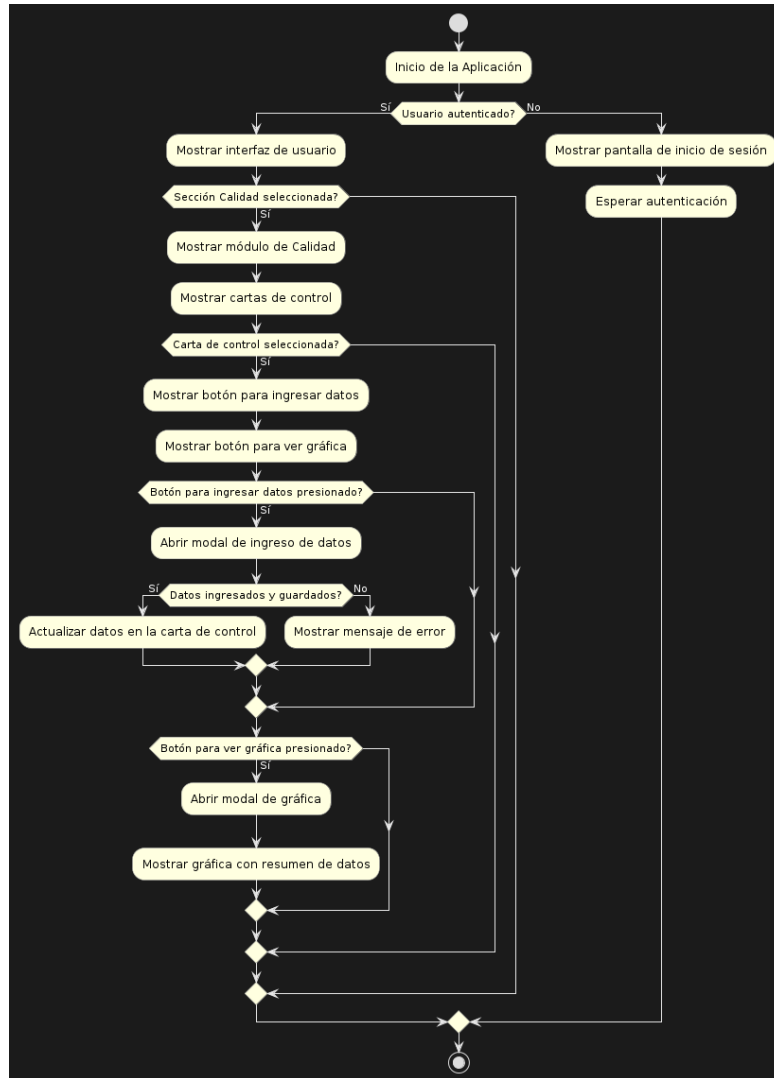 Inicio de la Aplicación
Sí
Usuario autenticado?
No
Mostrar interfaz de usuario
Mostrar pantalla de inicio de sesión
Sección Calidad seleccionada?
Sí
Esperar autenticación
Mostrar módulo de Calidad
Mostrar cartas de control
Carta de control seleccionada?
Sí
Mostrar botón para ingresar datos
Mostrar botón para ver gráfica
Botón para ingresar datos presionado?
Sí
Abrir modal de ingreso de datos
Sí
Datos ingresados y guardados?
No
Actualizar datos en la carta de control
Mostrar mensaje de error
Botón para ver gráfica presionado?
Sí
Abrir modal de gráfica
Mostrar gráfica con resumen de datos